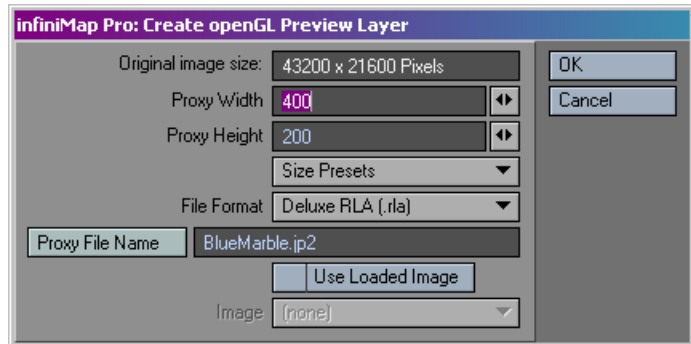 infiniMap Pro: Create openGL Preview Layer
Original image size: 43200 x 21600 Pixels
OK
Proxy Width 400
Cancel
Proxy Height 200
Size Presets
File Format Deluxe RLA (.rla)
Proxy File Name BlueMarble.jp2
Use Loaded Image
Image (none)